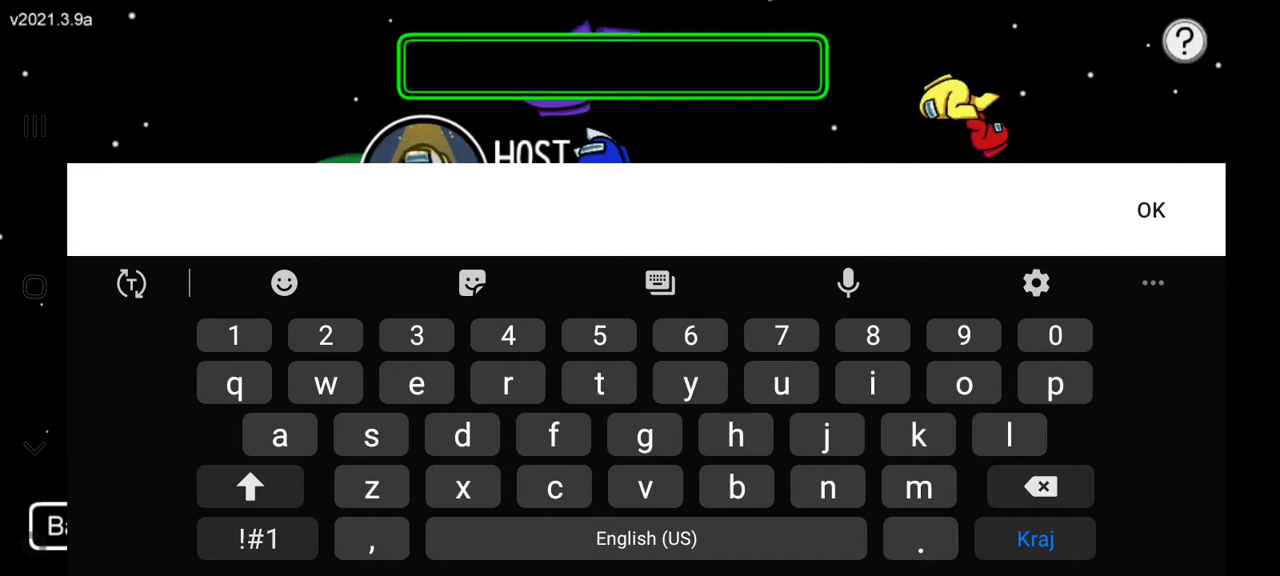 v2021.3.9a
?
HOST
OK
T
1 2 3 4 5 6 7 8 9 0
q w e r t y u i o p
a s d f g h j k l
z x c v b n m
Ba
!#1 , English (US) . Kraj